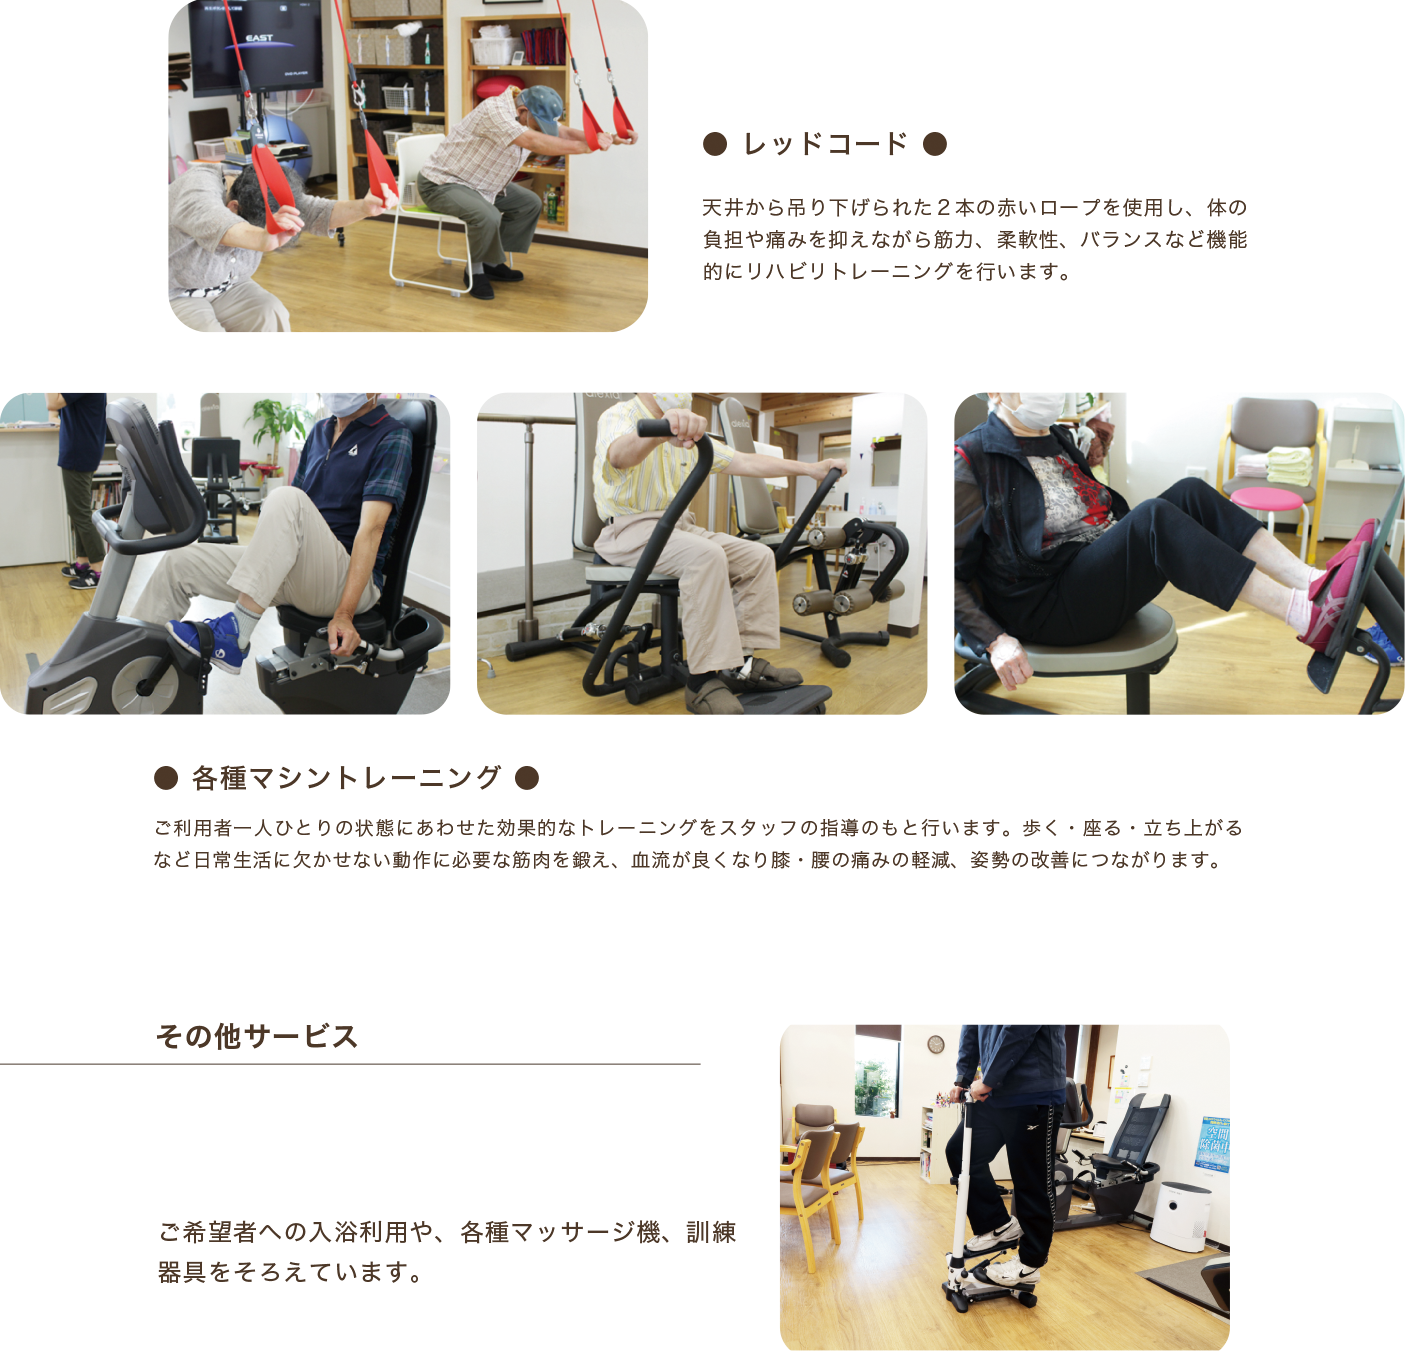 EAST
● レッドコード ●
天井から吊り下げられた２本の赤いロープを使用し、体の
負担や痛みを抑えながら筋力、柔軟性、バランスなど機能
的にリハビリトレーニングを行います。
● 各種マシントレーニング ●
ご利用者一人ひとりの状態にあわせた効果的なトレーニングをスタッフの指導のもと行います。歩く・座る・立ち上がる
など日常生活に欠かせない動作に必要な筋肉を鍛え、血流が良くなり膝・腰の痛みの軽減、姿勢の改善につながります。
その他サービス
空間
除菌中
ご希望者への入浴利用や、各種マッサージ機、訓練
器具をそろえています。